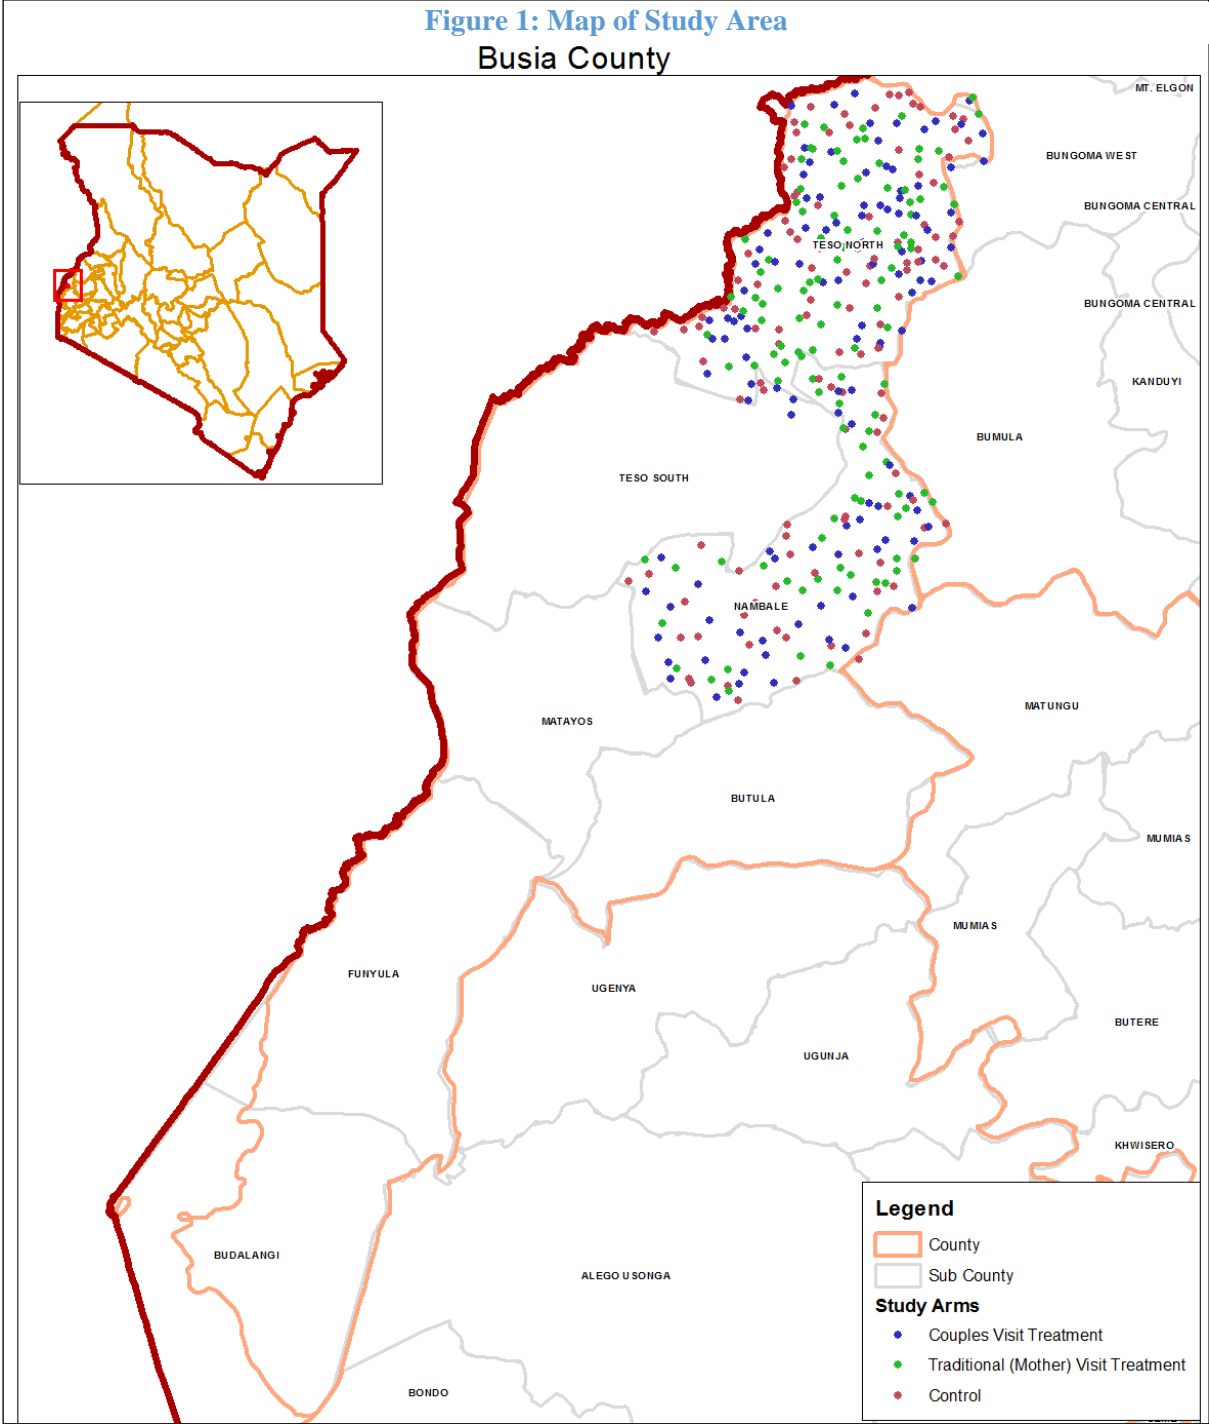 Figure 1: Map of Study Area
Busia County
MT. ELGON
BUNGOMA WEST
BUNGOMA CENTRAL
TESO NORTH
BUNGOMA CENTRAL
KANDUYI
BUMULA
TESO SOUTH
NAMBALE
MATUNGU
MATAYOS
BUTULA
MUMIAS
MUMIAS
FUNYULA
UGENYA
BUTERE
UGUNJA
KHWISERO
BUDALANGI
ALEGO USONGA
BONDO
Legend
County
Sub County
Study Arms
Couples Visit Treatment
Traditional (Mother) Visit Treatment
Control